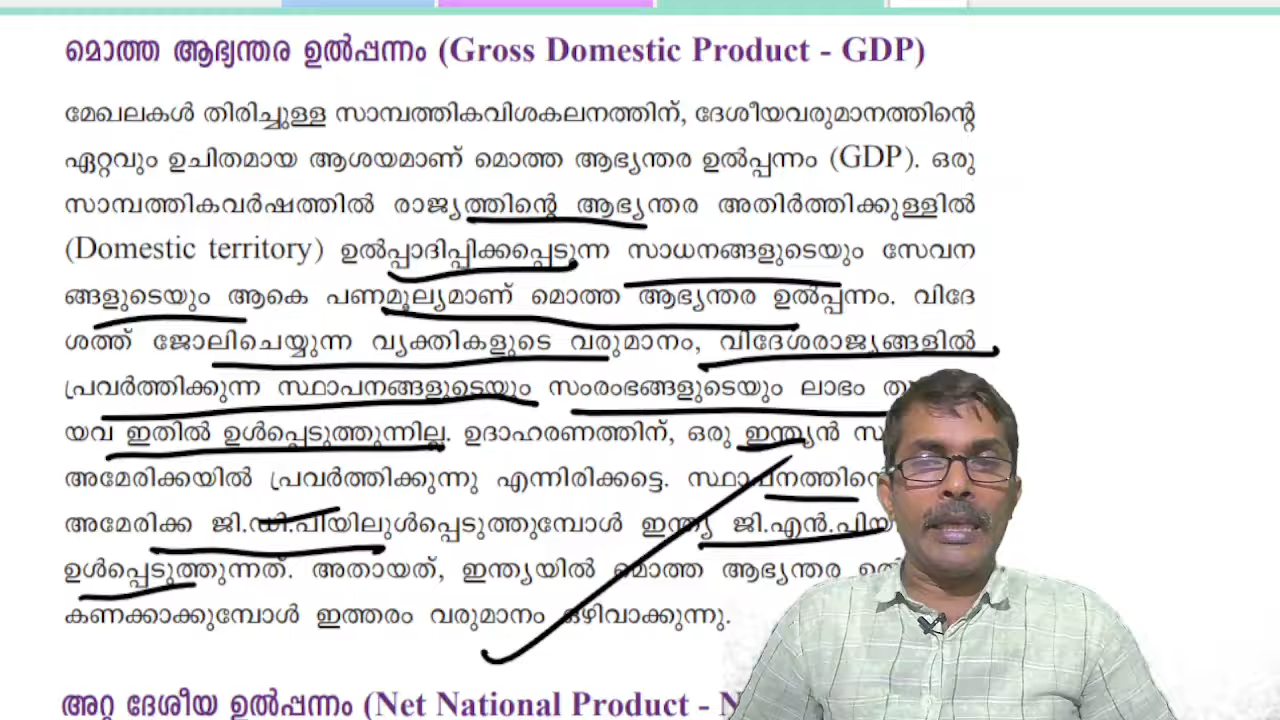 മൊത്ത ആഭ്യന്തര ഉൽപ്പന്നം (Gross Domestic Product - GDP)
മേഖലകൾ തിരിച്ചുള്ള സാമ്പത്തികവിശകലനത്തിന്, ദേശീയവരുമാനത്തിന്റെ
ഏറ്റവും ഉചിതമായ ആശയമാണ് മൊത്ത ആഭ്യന്തര ഉൽപ്പന്നം (GDP). ഒരു
സാമ്പത്തികവർഷത്തിൽ രാജ്യത്തിന്റെ ആഭ്യന്തര അതിർത്തിക്കുള്ളിൽ
(Domestic territory) ഉൽപ്പാദിപ്പിക്കപ്പെടുന്ന സാധനങ്ങളുടെയും സേവന
ങ്ങളുടെയും ആകെ പണമൂല്യമാണ് മൊത്ത ആഭ്യന്തര ഉൽപ്പന്നം. വിദേ
ശത്ത് ജോലിചെയ്യുന്ന വ്യക്തികളുടെ വരുമാനം, വിദേശരാജ്യങ്ങളിൽ
പ്രവർത്തിക്കുന്ന സ്ഥാപനങ്ങളുടെയും സംരംഭങ്ങളുടെയും ലാഭം
യവ ഇതിൽ ഉൾപ്പെടുത്തുന്നില്ല. ഉദാഹരണത്തിന്, ഒരു ഇന്ത്യൻ
അമേരിക്കയിൽ പ്രവർത്തിക്കുന്നു എന്നിരിക്കട്ടെ.
അമേരിക്ക ജി.ഡി.പിയിലുൾപ്പെടുത്തുമ്പോൾ ഇന്ത്യ
ഉൾപ്പെടുത്തുന്നത്. അതായത്, ഇന്ത്യയിൽ മൊത്ത ആഭ്യന്തര
കണക്കാക്കുമ്പോൾ ഇത്തരം വരുമാനം ഒഴിവാക്കുന്നു.
അറ്റ ദേശീയ ഉൽപ്പന്നം (Net National Product -